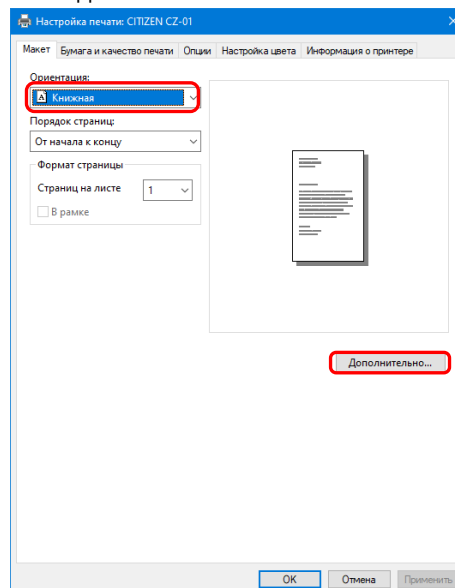 Настройка печати: CITIZEN CZ-01
Макет Бумага и качество печати Опции Настройка цвета Информация о принтере
Ориентация:
Книжная
Порядок страниц:
От начала к концу
Формат страницы
Страниц на листе 1
В рамке
Дополнительно...
OK Отмена Применить